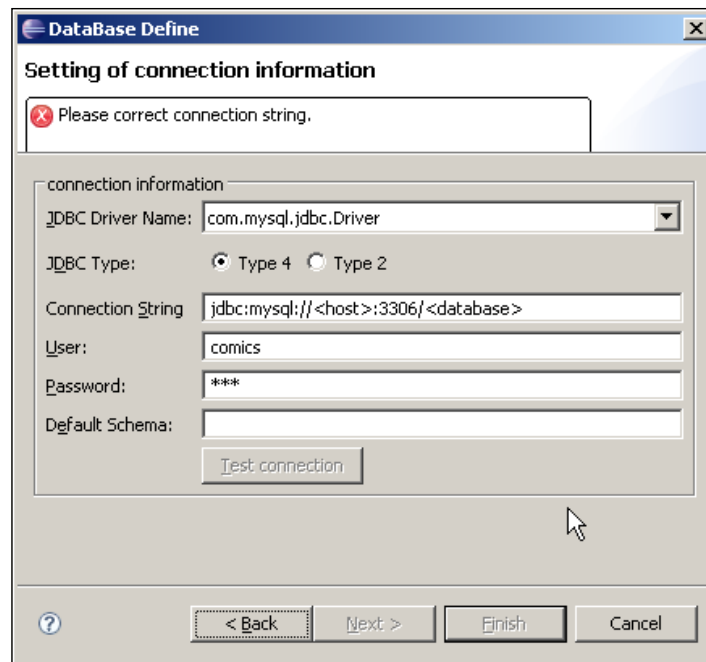 DataBase Define
Setting of connection information
Please correct connection string.
connection information
JDBC Driver Name: com.mysql.jdbc.Driver
JDBC Type: Type 4 Type 2
Connection String jdbc:mysql://<host>:3306/<database>
User: comics
Password: ***
Default Schema:
Test connection
< Back Next > Finish Cancel